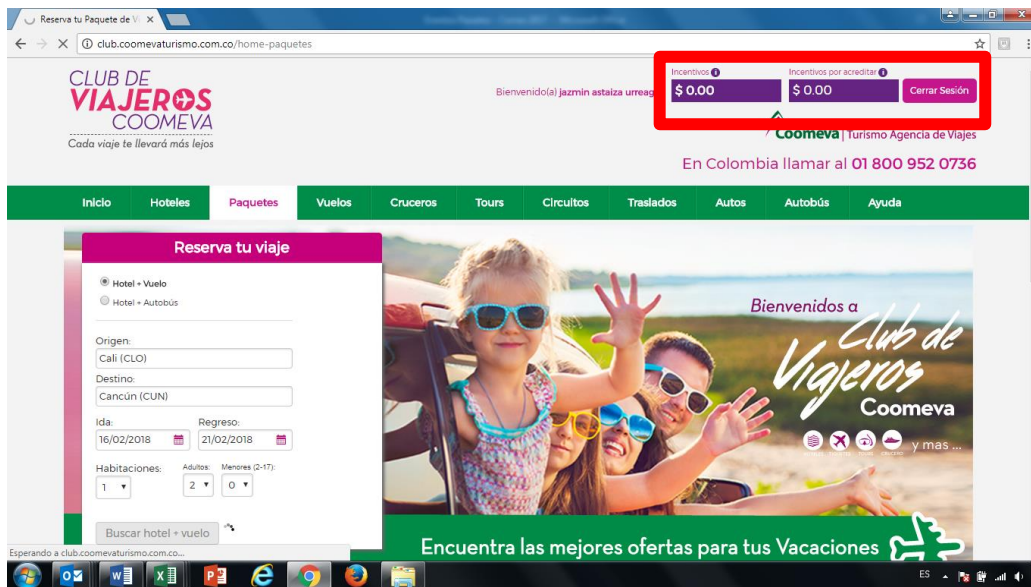 Reserva tu Paquete de Vi
club.coomevaturismo.com.co/home-paquetes
CLUB DE
VIAJEROS
COOMEVA
Cada viaje te llevará más lejos
Bienvenido(a) jazmin astaiza urreag
Incentivos
$ 0.00
Incentivos por acreditar
$ 0.00
Cerrar Sesión
Coomeva | Turismo Agencia de Viajes
En Colombia llamar al 01 800 952 0736
Inicio Hoteles Paquetes Vuelos Cruceros Tours Circuitos Traslados Autos Autobús Ayuda
Reserva tu viaje
Hotel + Vuelo
Hotel + Autobús
Origen:
Cali (CLO)
Destino:
Cancún (CUN)
Ida: Regreso:
16/02/2018 21/02/2018
Habitaciones: Adultos: Menores (2-17):
1 2 0
Buscar hotel + vuelo
Bienvenidos a
Club de
Viajeros
Coomeva
y mas ...
Encuentra las mejores ofertas para tus Vacaciones
Esperando a club.coomevaturismo.com.co...
ES